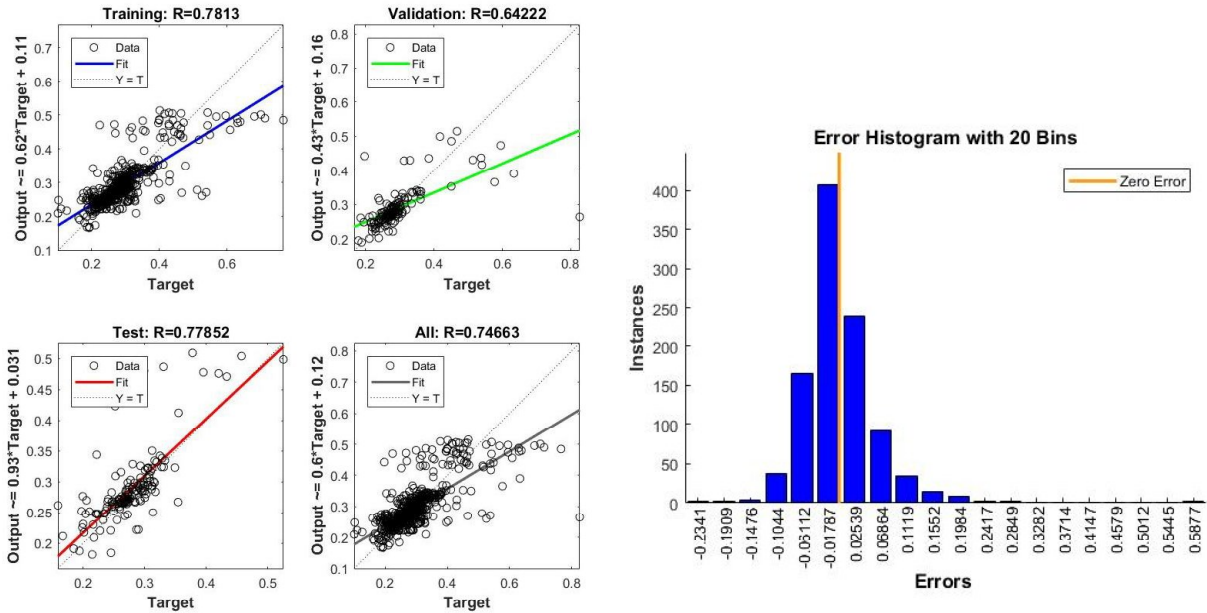 Training: R=0.7813
Output ~= 0.62*Target + 0.11
0.7
0.6
0.5
0.4
0.3
0.2
0.1
Data
Fit
Y = T
0.2
0.4
0.6
Target
Validation: R=0.64222
Output ~= 0.43*Target + 0.16
0.8
0.7
0.6
0.5
0.4
0.3
0.2
Data
Fit
Y = T
0.2
0.4
0.6
0.8
Target
Test: R=0.77852
Output ~= 0.93*Target + 0.031
0.5
0.45
0.4
0.35
0.3
0.25
0.2
Data
Fit
Y = T
0.2
0.3
0.4
0.5
Target
All: R=0.74663
Output ~= 0.6*Target + 0.12
0.8
0.7
0.6
0.5
0.4
0.3
0.2
0.1
Data
Fit
Y = T
0.2
0.4
0.6
0.8
Target
Error Histogram with 20 Bins
Zero Error
Instances
400
350
300
250
200
150
100
50
0
-0.2341
-0.1909
-0.1476
-0.1044
-0.06112
-0.01787
0.02539
0.06864
0.1119
0.1552
0.1984
0.2417
0.2849
0.3282
0.3714
0.4147
0.4579
0.5012
0.5445
0.5877
Errors